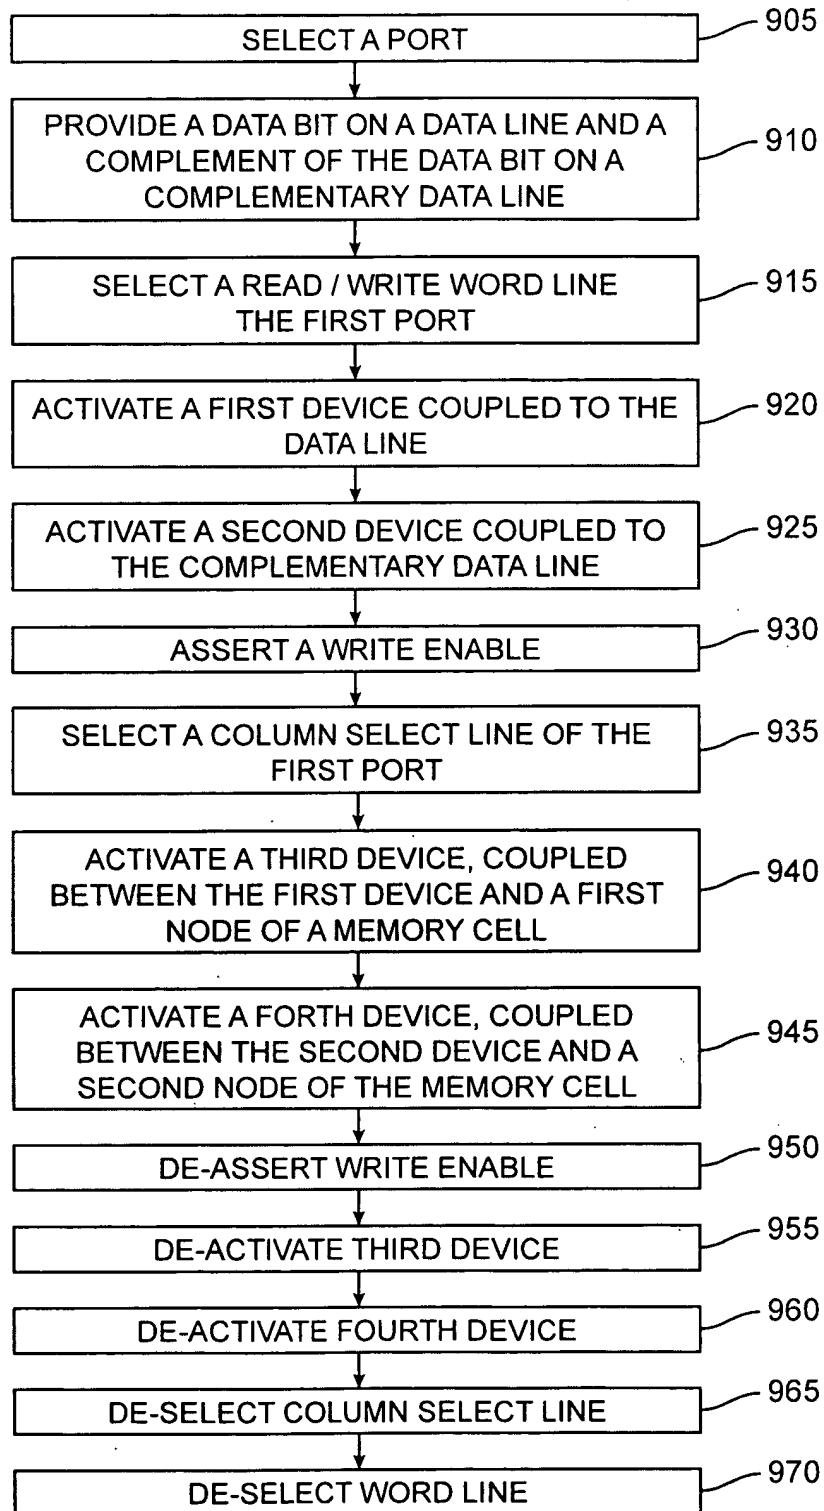 SELECT A PORT
905
PROVIDE A DATA BIT ON A DATA LINE AND A
COMPLEMENT OF THE DATA BIT ON A
COMPLEMENTARY DATA LINE
910
SELECT A READ / WRITE WORD LINE
THE FIRST PORT
915
ACTIVATE A FIRST DEVICE COUPLED TO THE
DATA LINE
920
ACTIVATE A SECOND DEVICE COUPLED TO
THE COMPLEMENTARY DATA LINE
925
ASSERT A WRITE ENABLE
930
SELECT A COLUMN SELECT LINE OF THE
FIRST PORT
935
ACTIVATE A THIRD DEVICE, COUPLED
BETWEEN THE FIRST DEVICE AND A FIRST
NODE OF A MEMORY CELL
940
ACTIVATE A FORTH DEVICE, COUPLED
BETWEEN THE SECOND DEVICE AND A
SECOND NODE OF THE MEMORY CELL
945
DE-ASSERT WRITE ENABLE
950
DE-ACTIVATE THIRD DEVICE
955
DE-ACTIVATE FOURTH DEVICE
960
DE-SELECT COLUMN SELECT LINE
965
DE-SELECT WORD LINE
970